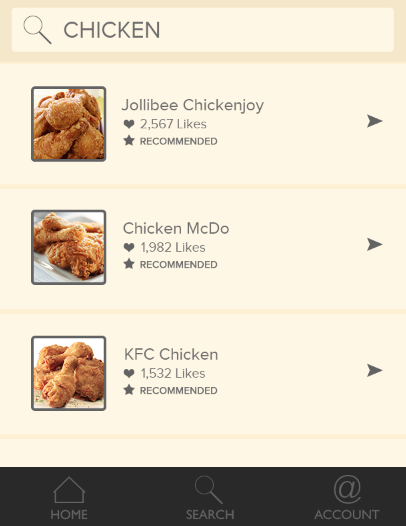 CHICKEN
Jollibee Chickenjoy
2,567 Likes
RECOMMENDED
Chicken McDo
1,982 Likes
RECOMMENDED
KFC Chicken
1,532 Likes
RECOMMENDED
@
HOME SEARCH ACCOUNT